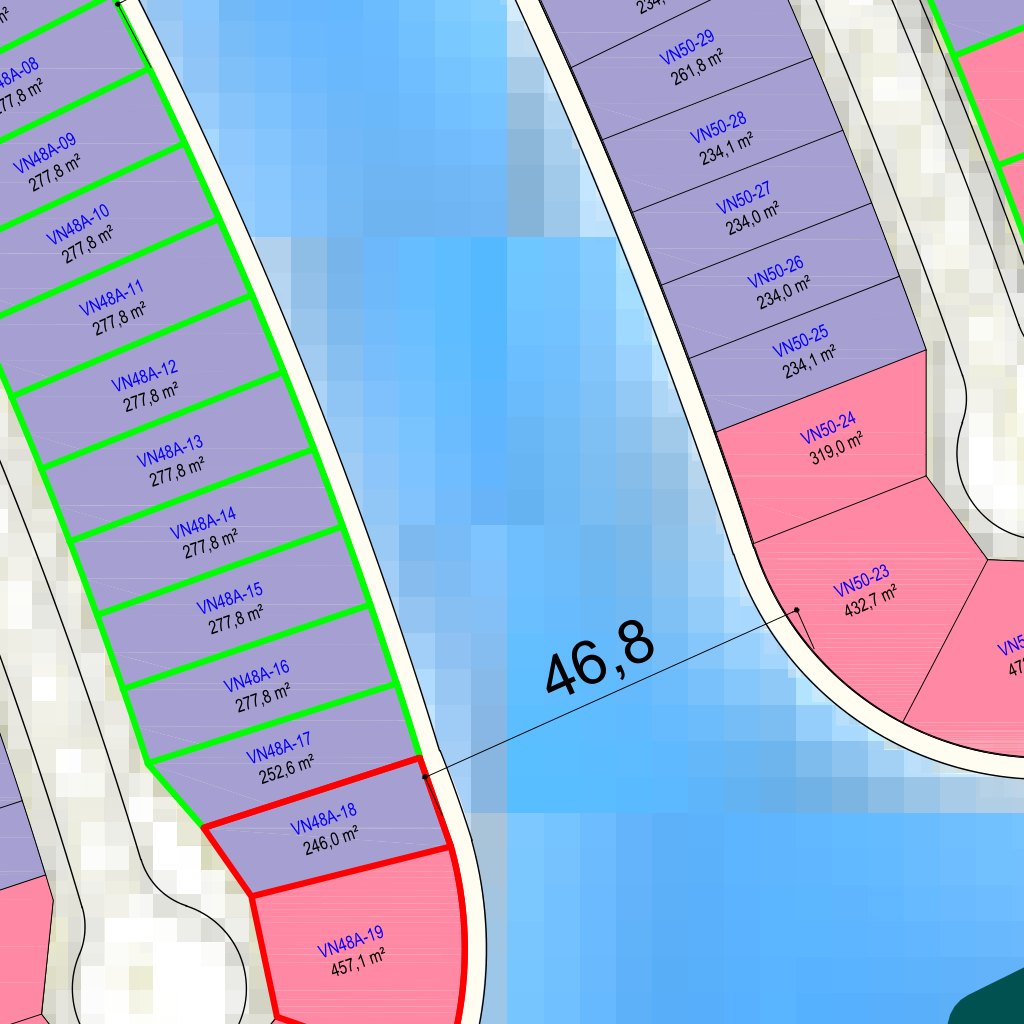 m²
48A-08
277,8 m²
VN48A-09
277,8 m²
VN48A-10
277,8 m²
VN48A-11
277,8 m²
VN48A-12
277,8 m²
VN48A-13
277,8 m²
VN48A-14
277,8 m²
VN48A-15
277,8 m²
VN48A-16
277,8 m²
VN48A-17
252,6 m²
VN48A-18
246,0 m²
VN48A-19
457,1 m²
46,8
234,
VN50-29
261,8 m²
VN50-28
234,1 m²
VN50-27
234,0 m²
VN50-26
234,0 m²
VN50-25
234,1 m²
VN50-24
319,0 m²
VN50-23
432,7 m²
VN5
47